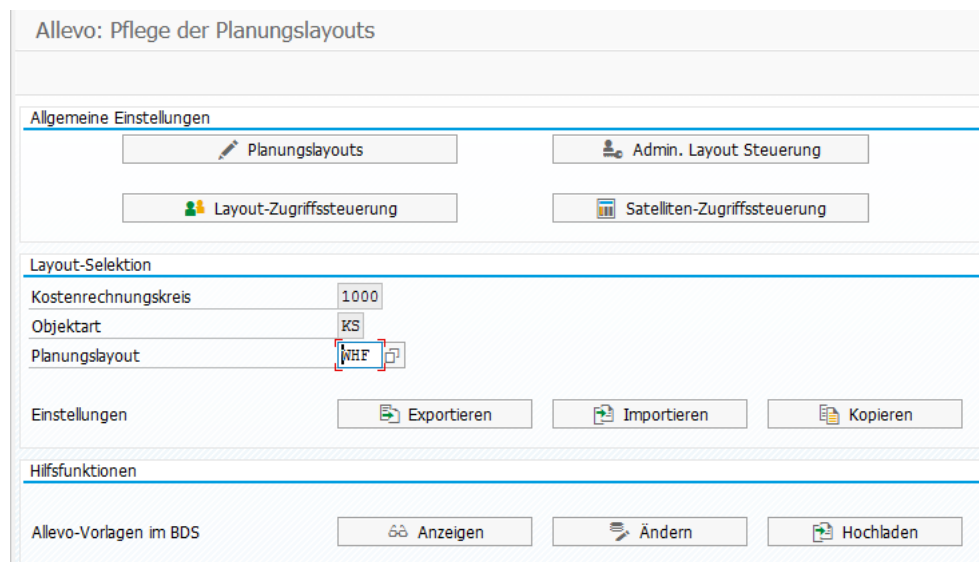 Allevo: Pflege der Planungslayouts
Allgemeine Einstellungen
Planungslayouts Admin. Layout Steuerung
Layout-Zugriffssteuerung Satelliten-Zugriffssteuerung
Layout-Selektion
Kostenrechnungskreis 1000
Objektart KS
Planungslayout WHF
Einstellungen Exportieren Importieren Kopieren
Hilfsfunktionen
Allevo-Vorlagen im BDS Anzeigen Ändern Hochladen